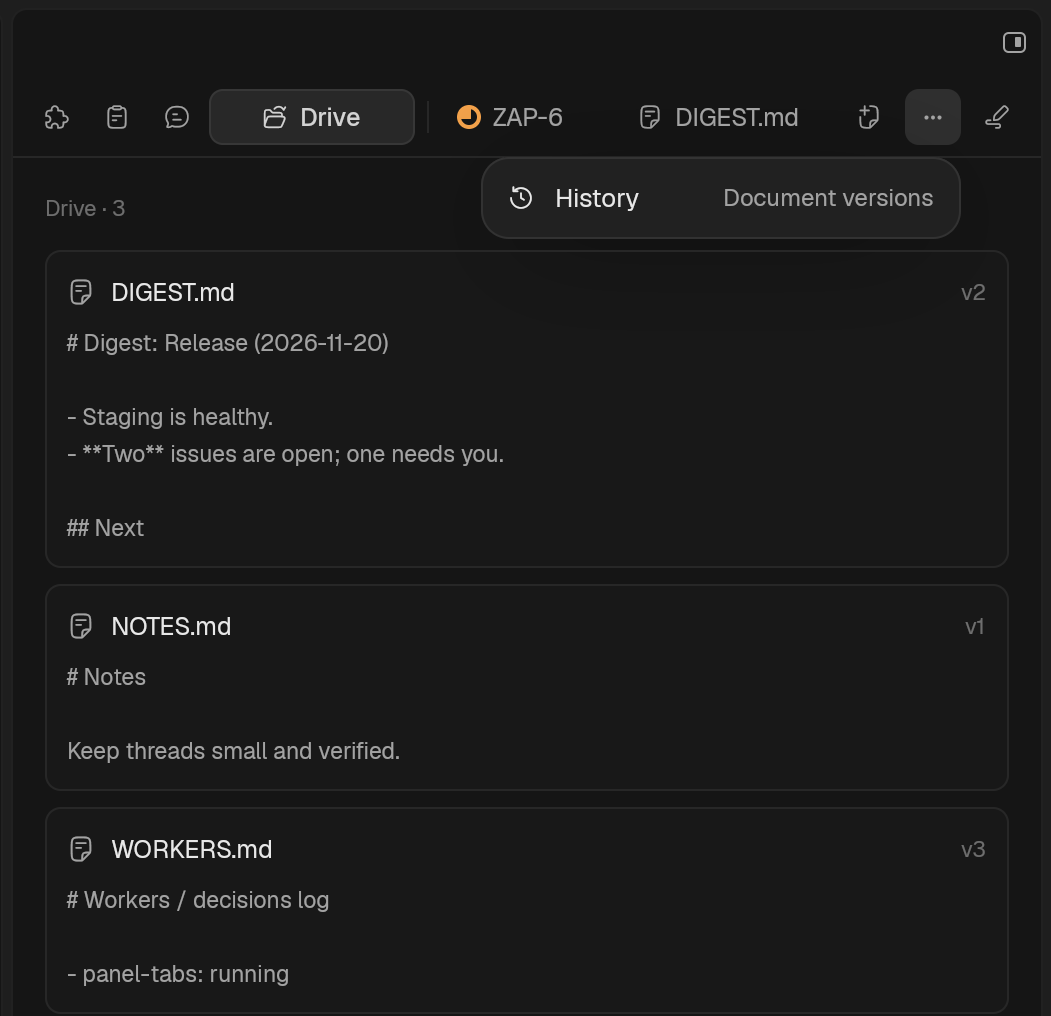 Drive
ZAP-6
DIGEST.md
History Document versions
Drive · 3
DIGEST.md v2
# Digest: Release (2026-11-20)
- Staging is healthy.
- **Two** issues are open; one needs you.
## Next
NOTES.md v1
# Notes
Keep threads small and verified.
WORKERS.md v3
# Workers / decisions log
- panel-tabs: running